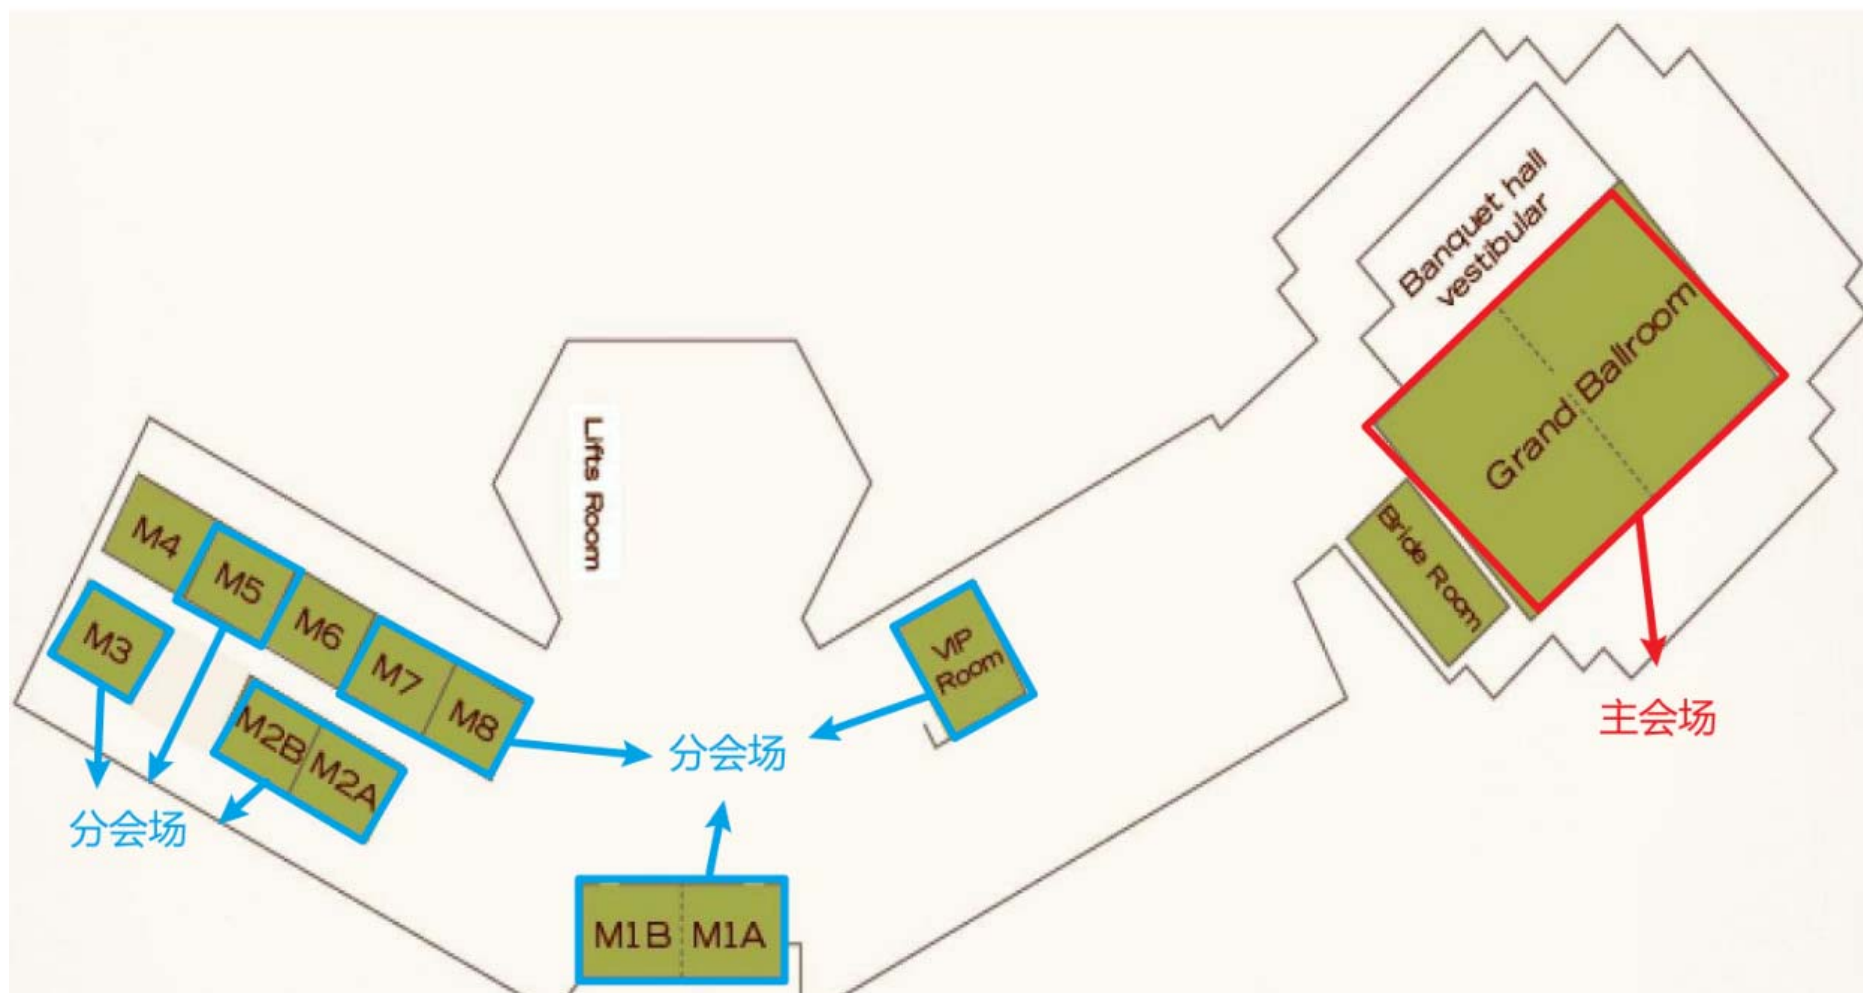 Banquet hall
vestibular
Grand Ballroom
Bride Room
主会场
Lifts Room
VIP
Room
M4
M5
M6
M7
M8
M3
M2B
M2A
分会场
分会场
M1B
M1A